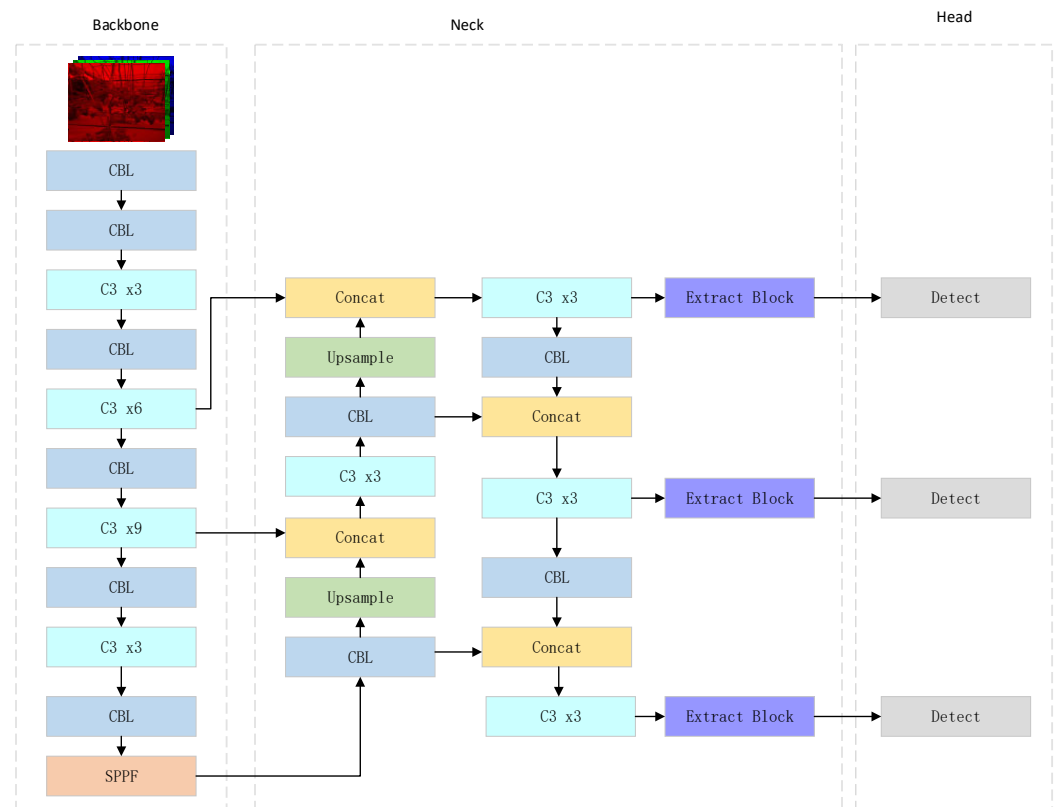 Backbone
Neck
Head
CBL
CBL
C3 x3
CBL
C3 x6
CBL
C3 x9
CBL
C3 x3
CBL
SPPF
Concat
Upsample
CBL
C3 x3
Concat
Upsample
CBL
C3 x3
CBL
Concat
C3 x3
CBL
Concat
C3 x3
Extract Block
Extract Block
Extract Block
Detect
Detect
Detect